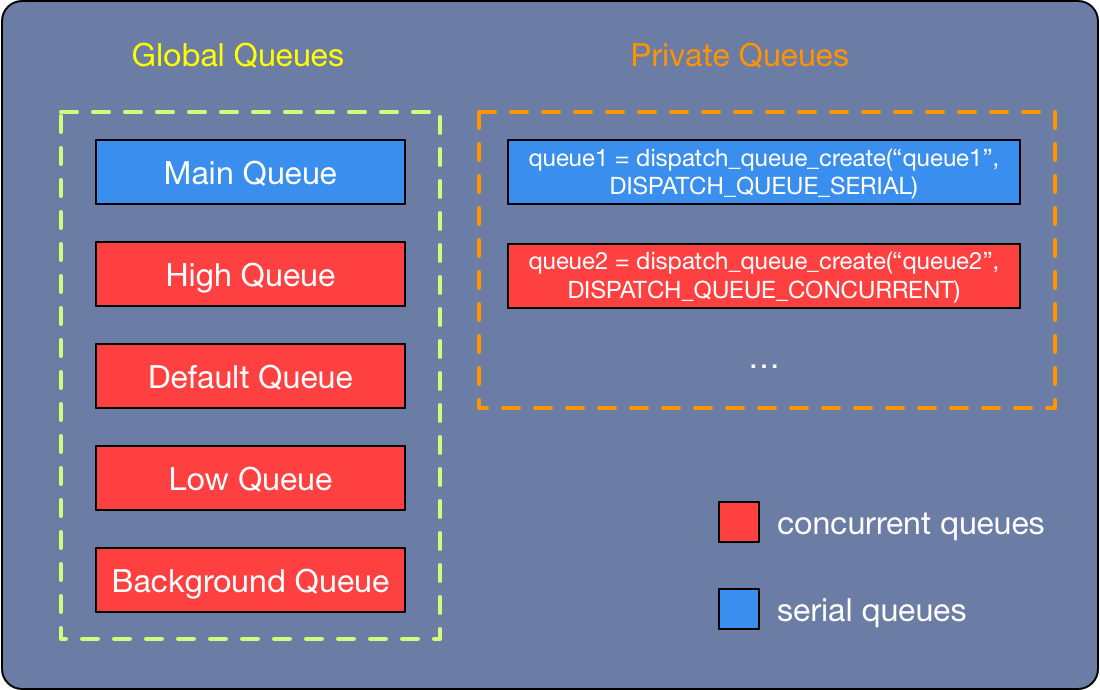 Global Queues
Main Queue
High Queue
Default Queue
Low Queue
Background Queue
Private Queues
queue1 = dispatch_queue_create(“queue1”,
DISPATCH_QUEUE_SERIAL)
queue2 = dispatch_queue_create(“queue2”,
DISPATCH_QUEUE_CONCURRENT)
...
concurrent queues
serial queues